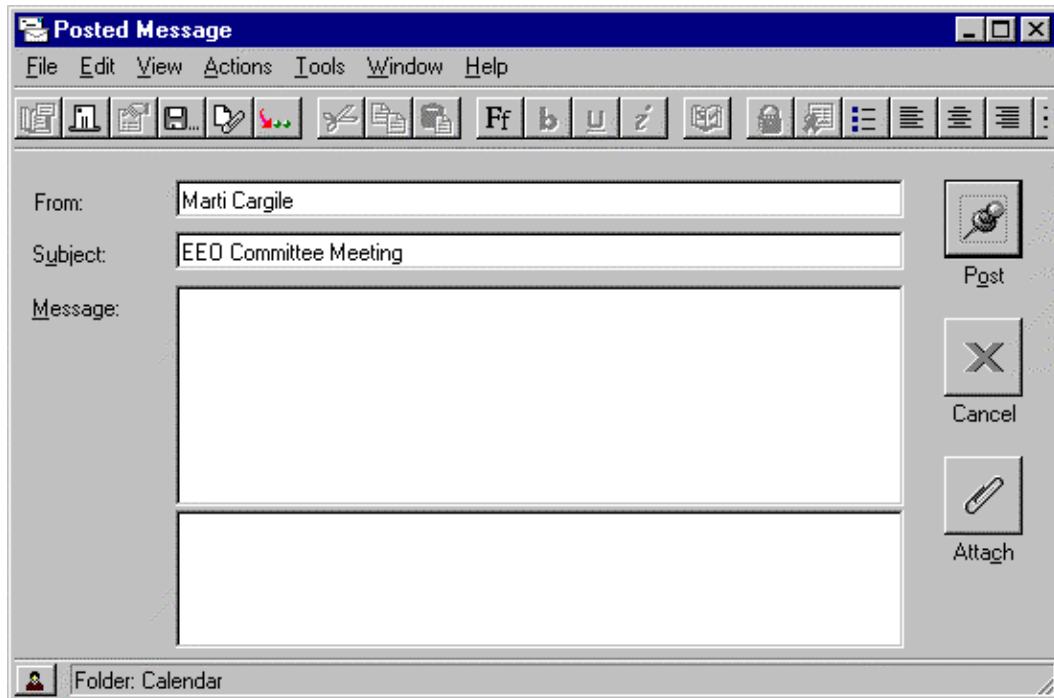 Posted Message
File Edit View Actions Tools Window Help
Ff b u i
From: Marti Cargile
Subject: EEO Committee Meeting
Post
Message:
Cancel
Attach
Folder: Calendar